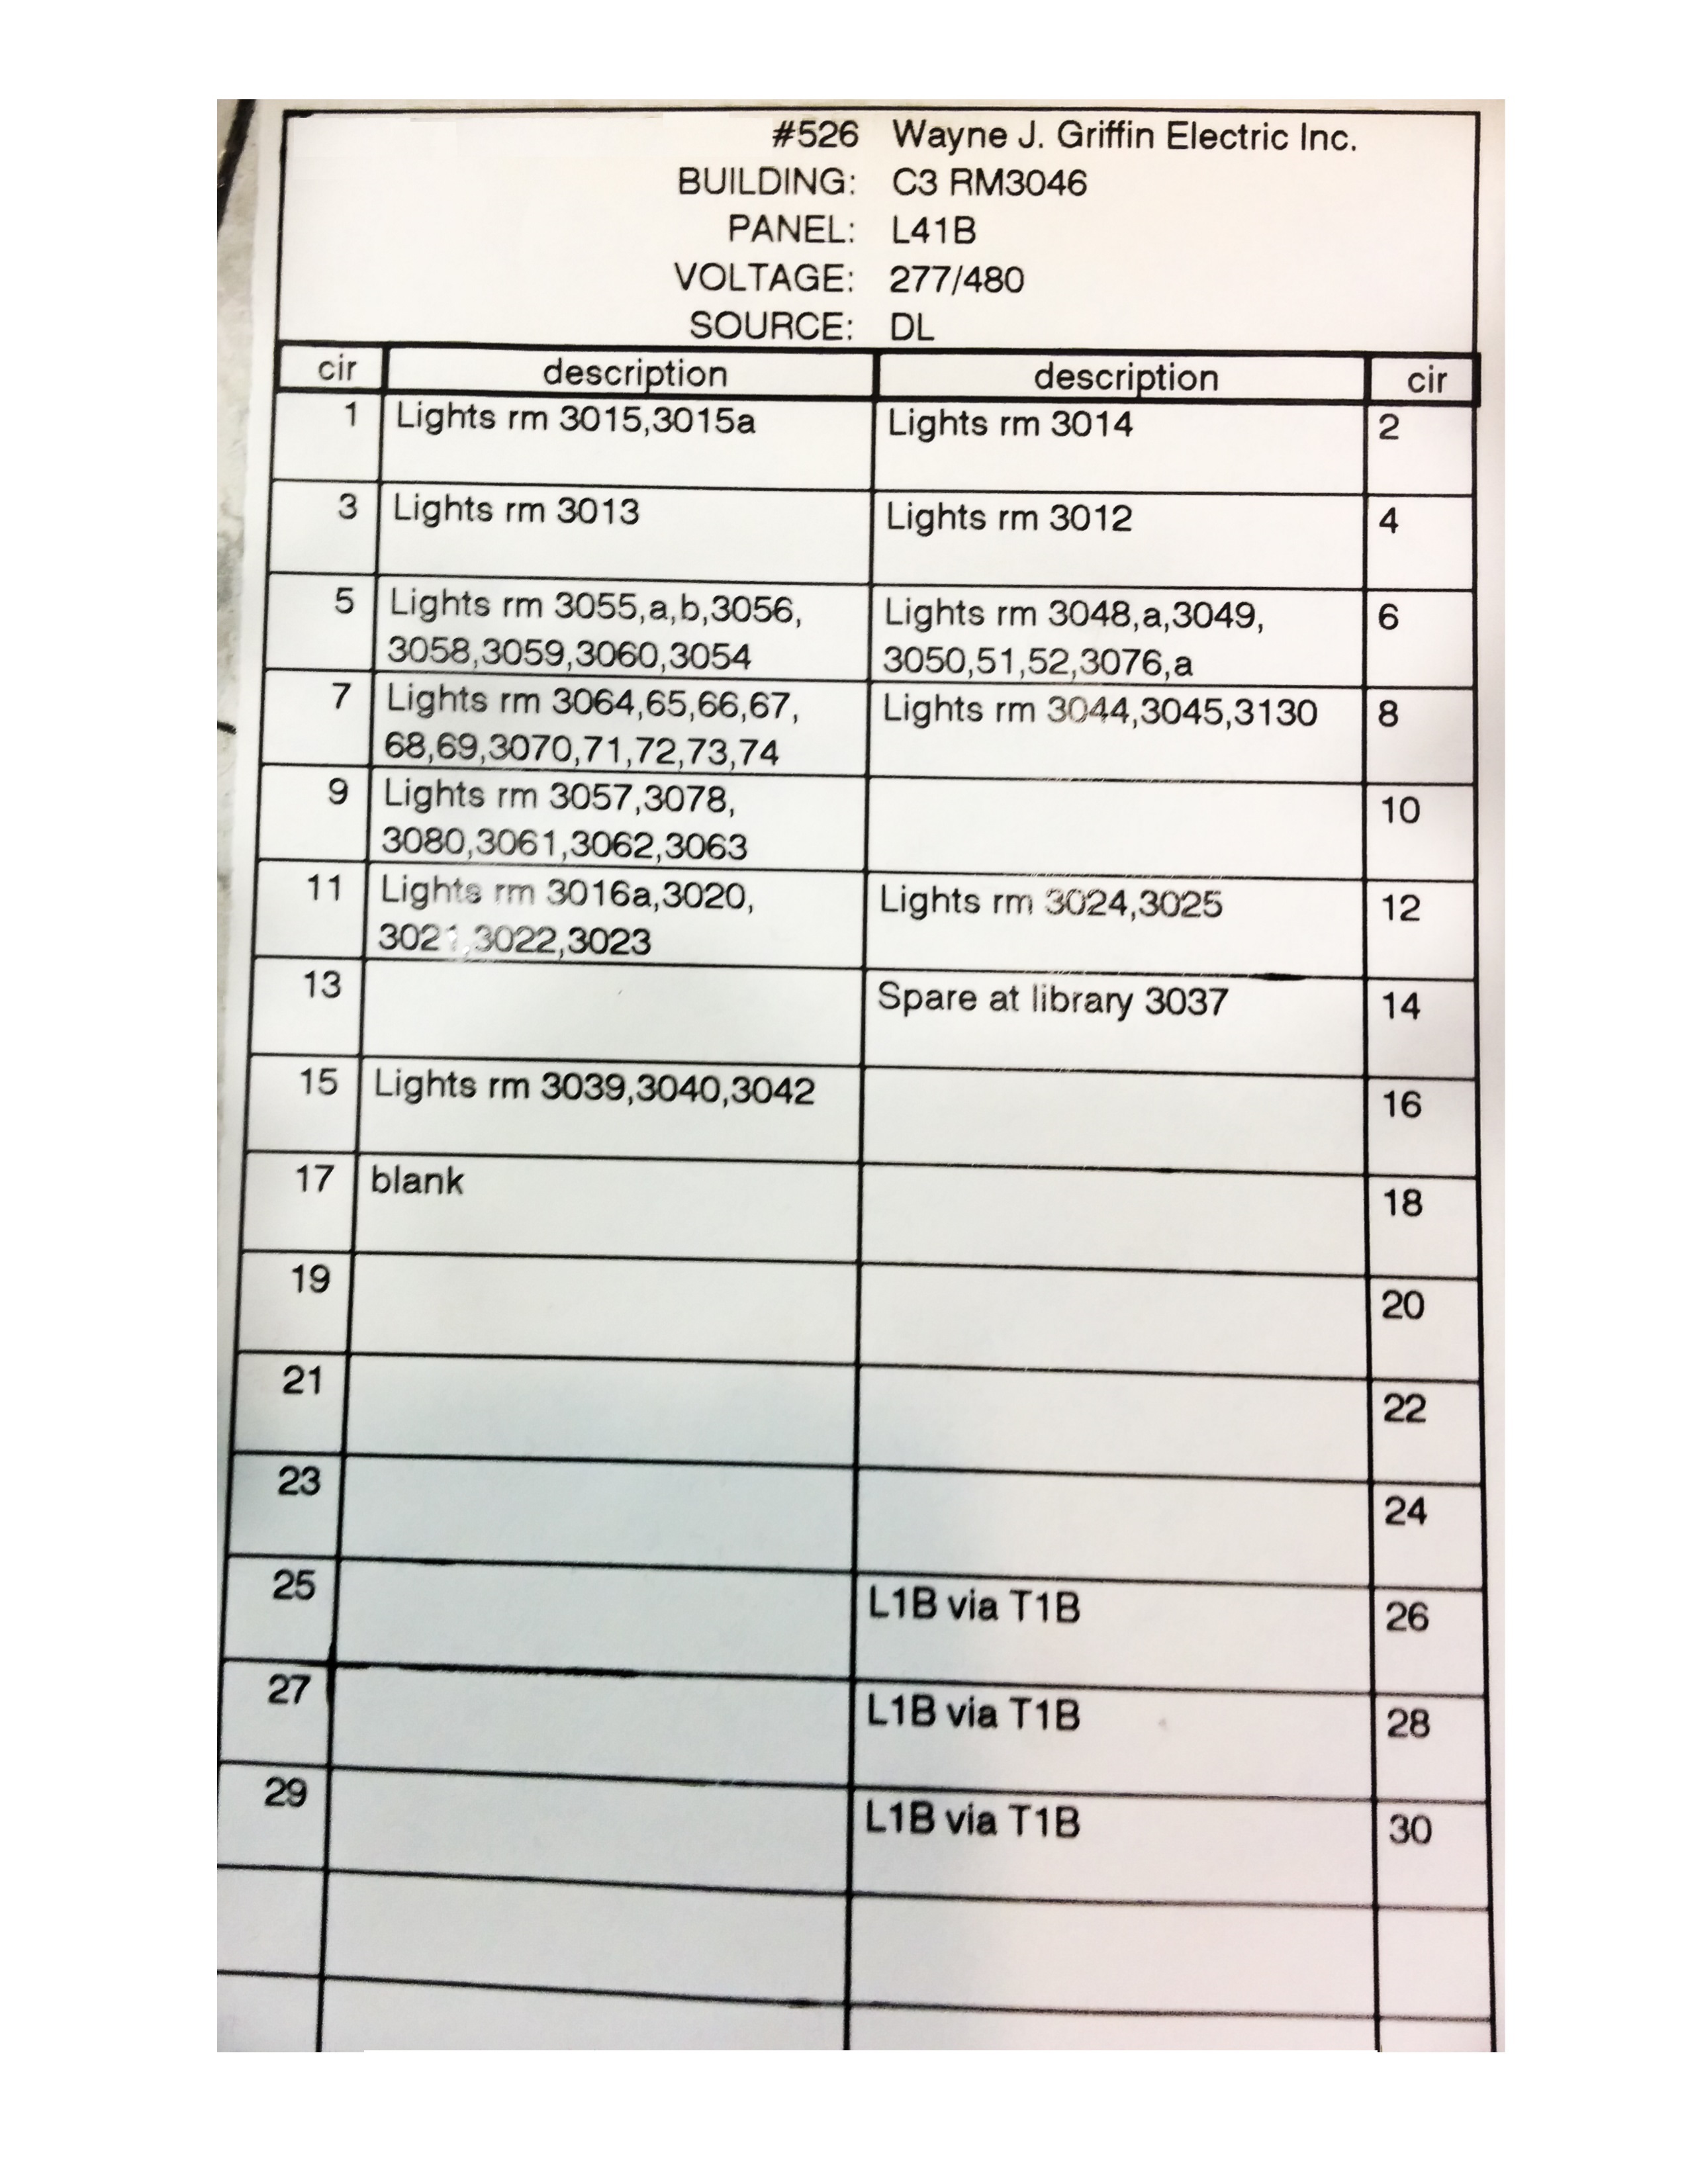 #526 Wayne J. Griffin Electric Inc.
BUILDING: C3 RM3046
PANEL: L41B
VOLTAGE: 277/480
SOURCE: DL
cir description description cir
1 Lights rm 3015,3015a Lights rm 3014 2
3 Lights rm 3013 Lights rm 3012 4
5 Lights rm 3055,a,b,3056, Lights rm 3048,a,3049, 6
3058,3059,3060,3054 3050,51,52,3076,a
7 Lights rm 3064,65,66,67, Lights rm 3044,3045,3130 8
68,69,3070,71,72,73,74
9 Lights rm 3057,3078, 10
3080,3061,3062,3063
11 Lights rm 3016a,3020, Lights rm 3024,3025 12
3021,3022,3023
13 Spare at library 3037 14
15 Lights rm 3039,3040,3042 16
17 blank 18
19 20
21 22
23 24
25 L1B via T1B 26
27 L1B via T1B 28
29 L1B via T1B 30